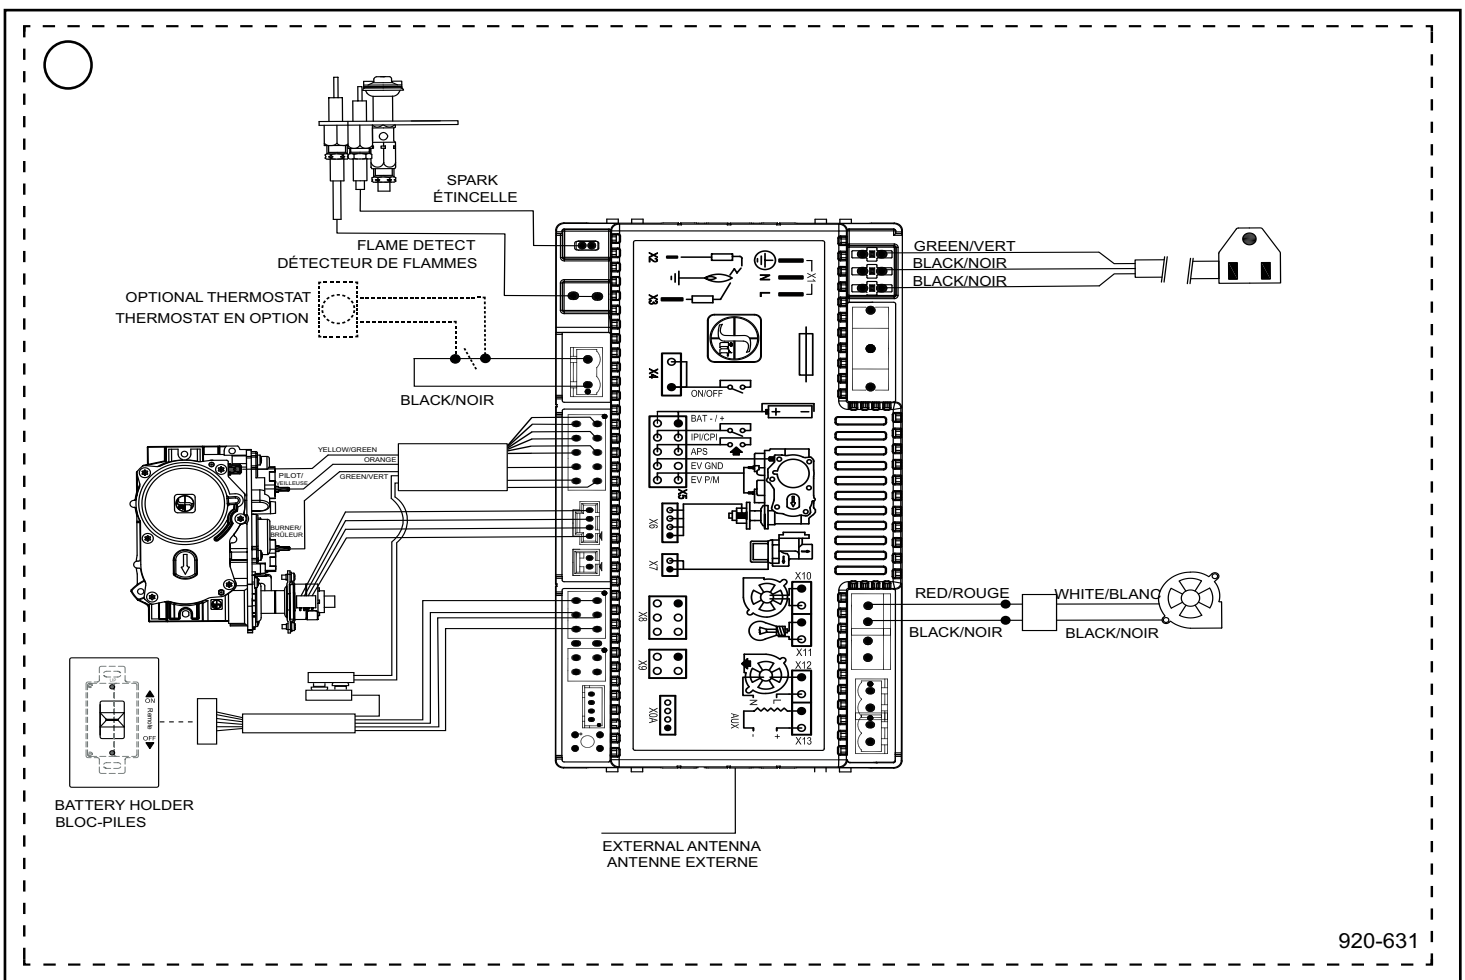 SPARK
ÉTINCELLE
FLAME DETECT
DÉTECTEUR DE FLAMMES
OPTIONAL THERMOSTAT
THERMOSTAT EN OPTION
BLACK/NOIR
YELLOW/GREEN
ORANGE
GREEN/VERT
PILOT/
VEILLEUSE
BURNER/
BRÛLEUR
ON
Remote
OFF
BATTERY HOLDER
BLOC-PILES
X2
X3
N
L
X1
X4
ON/OFF
BAT - / +
IPI/CPI
APS
EV GND
EV P/M
X5
X6
X7
X8
X9
X0A
X10
X11
X12
N
L
AUX
- +
X13
GREEN/VERT
BLACK/NOIR
BLACK/NOIR
RED/ROUGE
WHITE/BLANC
BLACK/NOIR
BLACK/NOIR
EXTERNAL ANTENNA
ANTENNE EXTERNE
920-631